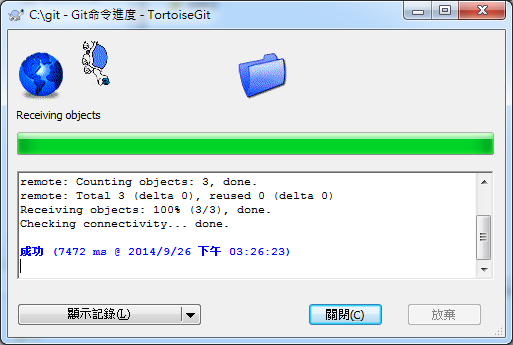 C:\git - Git命令進度 - TortoiseGit
Receiving objects
remote: Counting objects: 3, done.
remote: Total 3 (delta 0), reused 0 (delta 0)
Receiving objects: 100% (3/3), done.
Checking connectivity... done.
成功 (7472 ms @ 2014/9/26 下午 03:26:23)
顯示記錄(L)
關閉(C)
放棄